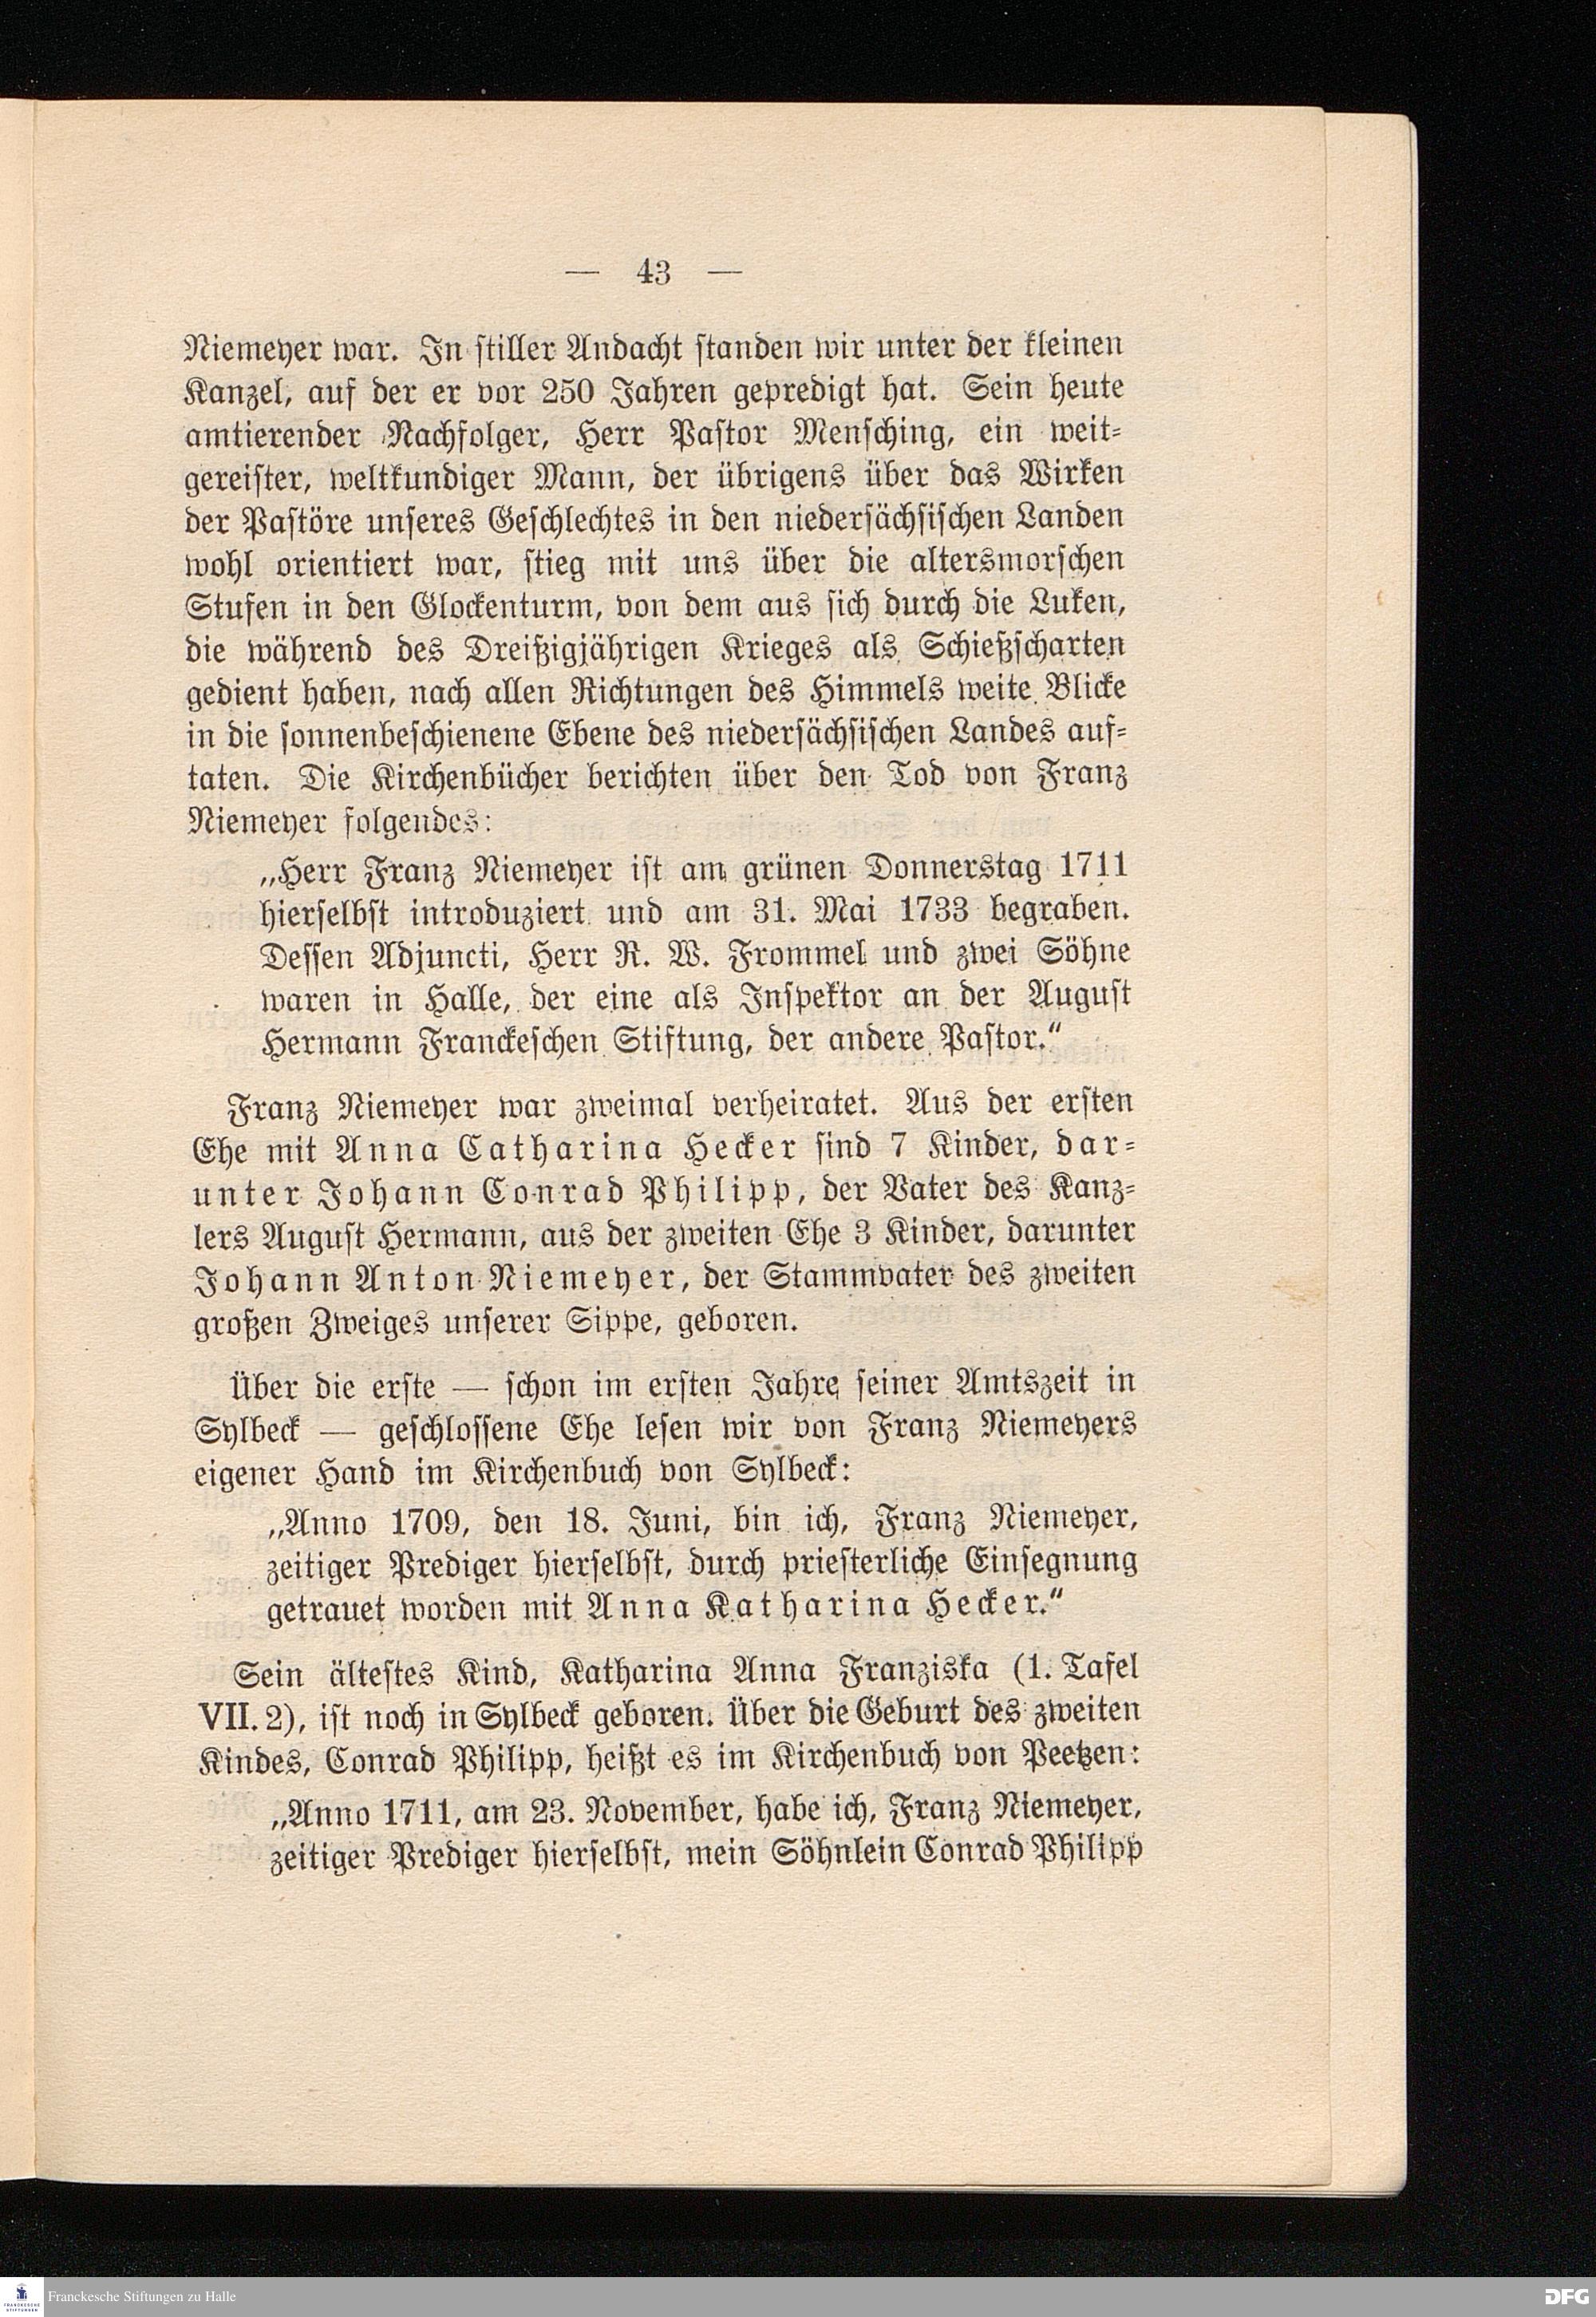 — 43 —
Niemeyer war. In stiller Andacht standen wir unter der kleinen
Kanzel, auf der er vor 250 Jahren gepredigt hat. Sein heute
amtierender Nachfolger, Herr Pastor Mensching, ein weit-
gereister, weltkundiger Mann, der übrigens über das Wirken
der Pastöre unseres Geschlechtes in den niedersächsischen Landen
wohl orientiert war, stieg mit uns über die altersmorschen
Stufen in den Glockenturm, von dem aus sich durch die Luken,
die während des Dreißigjährigen Krieges als Schießscharten
gedient haben, nach allen Richtungen des Himmels weite Blicke
in die sonnenbeschienene Ebene des niedersächsischen Landes auf-
taten. Die Kirchenbücher berichten über den Tod von Franz
Niemeyer folgendes:
„Herr Franz Niemeyer ist am grünen Donnerstag 1711
hierselbst introduziert und am 31. Mai 1733 begraben.
Dessen Adjuncti, Herr R. W. Frommel und zwei Söhne
waren in Halle, der eine als Inspektor an der August
Hermann Franckeschen Stiftung, der andere Pastor.“
Franz Niemeyer war zweimal verheiratet. Aus der ersten
Ehe mit Anna Catharina Hecker sind 7 Kinder, dar-
unter Johann Conrad Philipp, der Vater des Kanz-
lers August Hermann, aus der zweiten Ehe 3 Kinder, darunter
Johann Anton Niemeyer, der Stammvater des zweiten
großen Zweiges unserer Sippe, geboren.
Über die erste — schon im ersten Jahre seiner Amtszeit in
Sylbeck — geschlossene Ehe lesen wir von Franz Niemeyers
eigener Hand im Kirchenbuch von Sylbeck:
„Anno 1709, den 18. Juni, bin ich, Franz Niemeyer,
zeitiger Prediger hierselbst, durch priesterliche Einsegnung
getrauet worden mit Anna Katharina Hecker.“
Sein ältestes Kind, Katharina Anna Franziska (1. Tafel
VII. 2), ist noch in Sylbeck geboren. Über die Geburt des zweiten
Kindes, Conrad Philipp, heißt es im Kirchenbuch von Peetzen:
„Anno 1711, am 23. November, habe ich, Franz Niemeyer,
zeitiger Prediger hierselbst, mein Söhnlein Conrad Philipp
FRANCKESCHE
STIFTUNGEN
Franckesche Stiftungen zu Halle
DFG